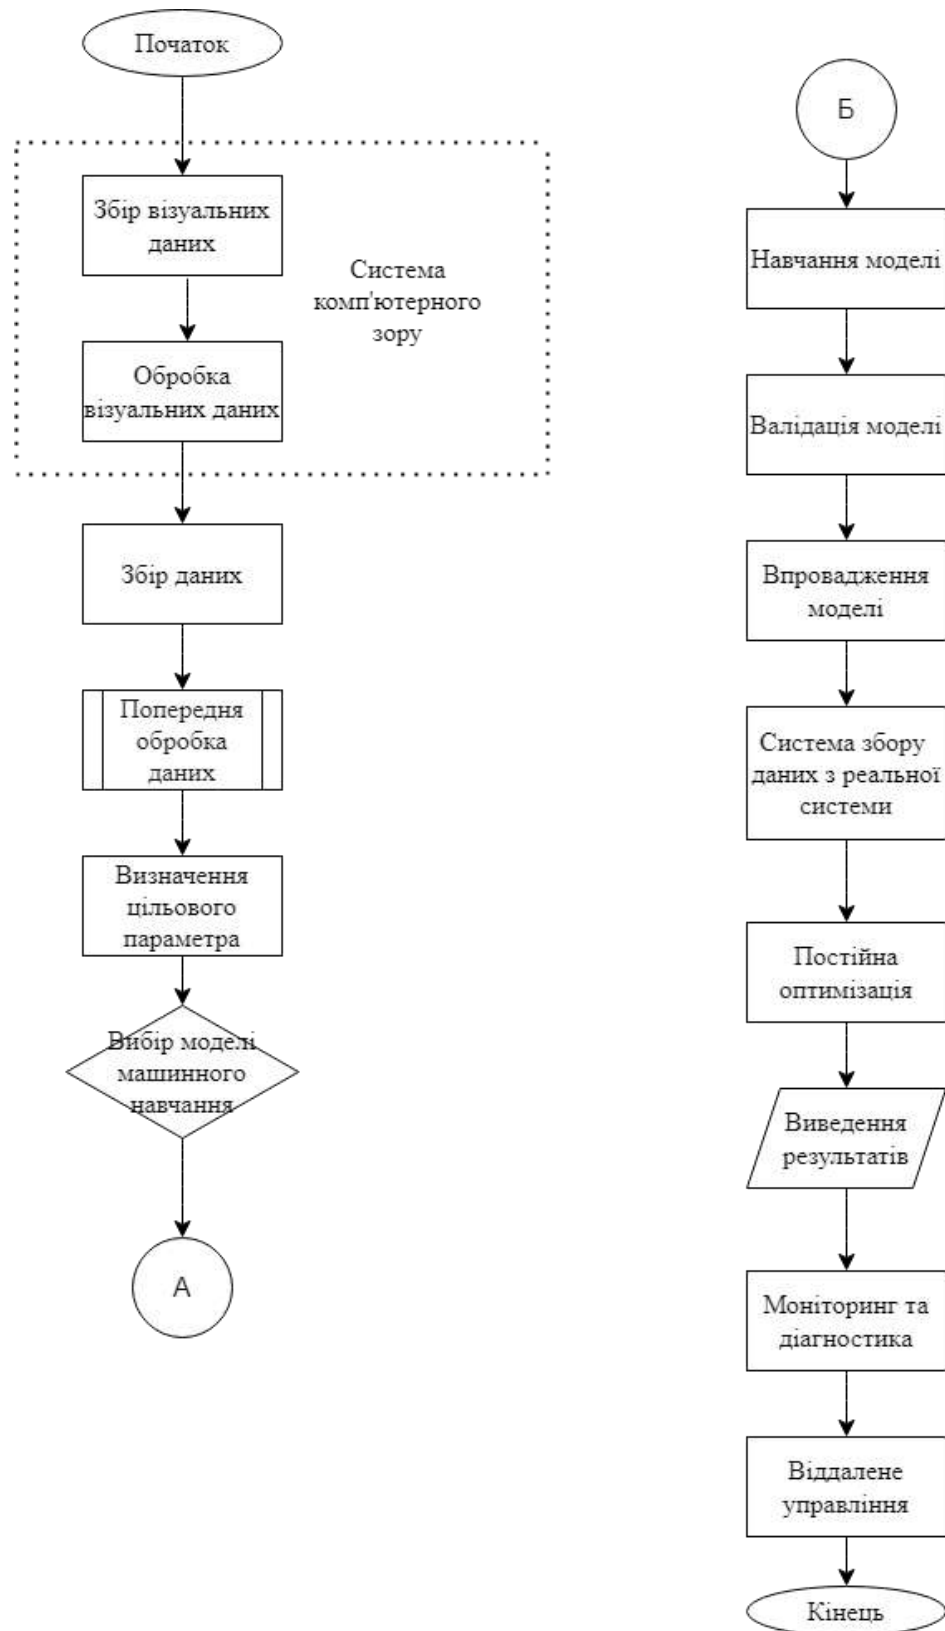 Початок
Збір візуальних
даних
Система
комп'ютерного
зору
Обробка
візуальних даних
Збір даних
Попередня
обробка
даних
Визначення
цільового
параметра
Вибір моделі
машинного
навчання
А
Б
Навчання моделі
Валідація моделі
Впровадження
моделі
Система збору
даних з реальної
системи
Постійна
оптимізація
Виведення
результатів
Моніторинг та
діагностика
Віддалене
управління
Кінець